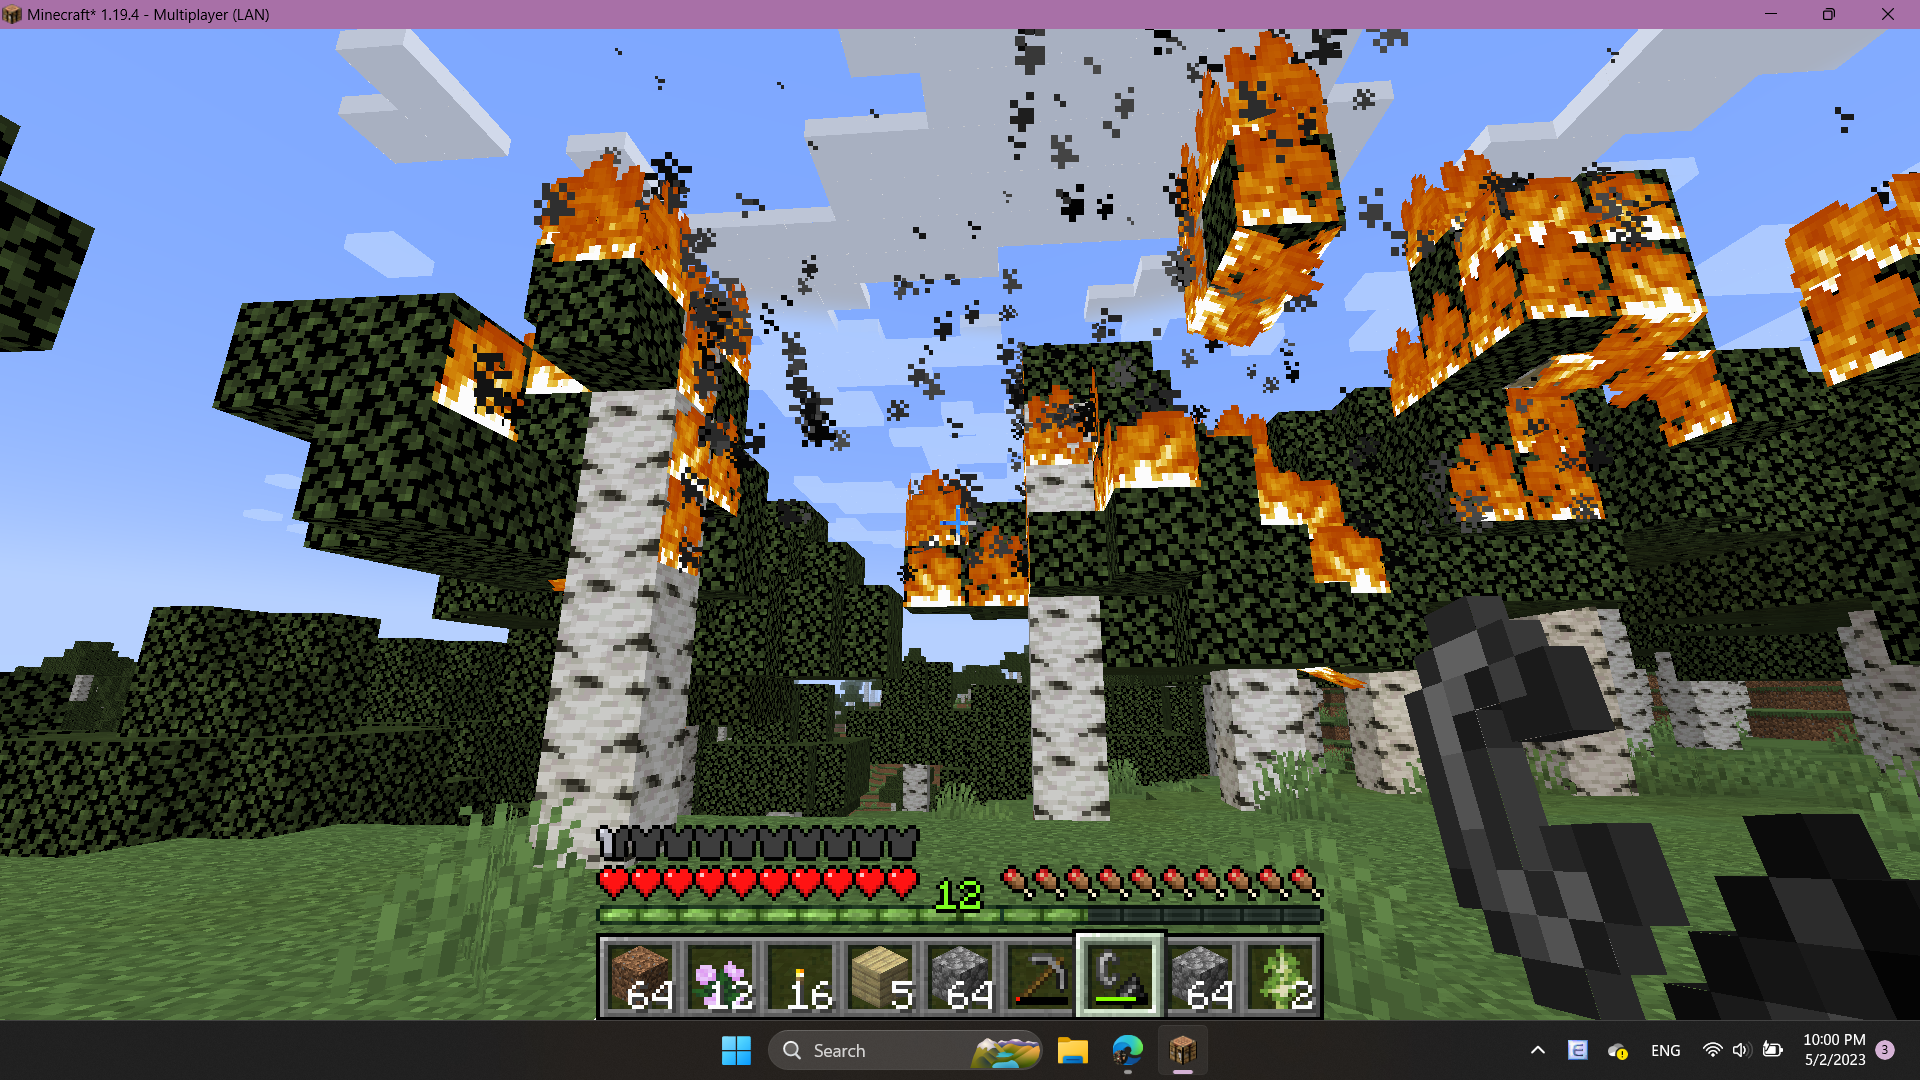 Minecraft* 1.19.4 - Multiplayer (LAN)
12
64 12 16 5 64 64 2
Search
ENG
10:00 PM
5/2/2023
3